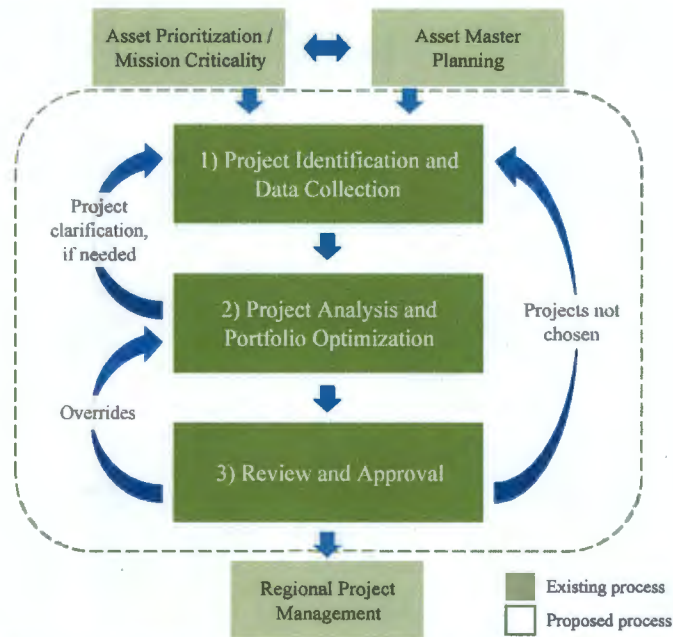 Asset Prioritization /
Mission Criticality
Asset Master
Planning
1) Project Identification and
Data Collection
Project
clarification,
if needed
2) Project Analysis and
Portfolio Optimization
Projects not
chosen
Overrides
3) Review and Approval
Regional Project
Management
Existing process
Proposed process